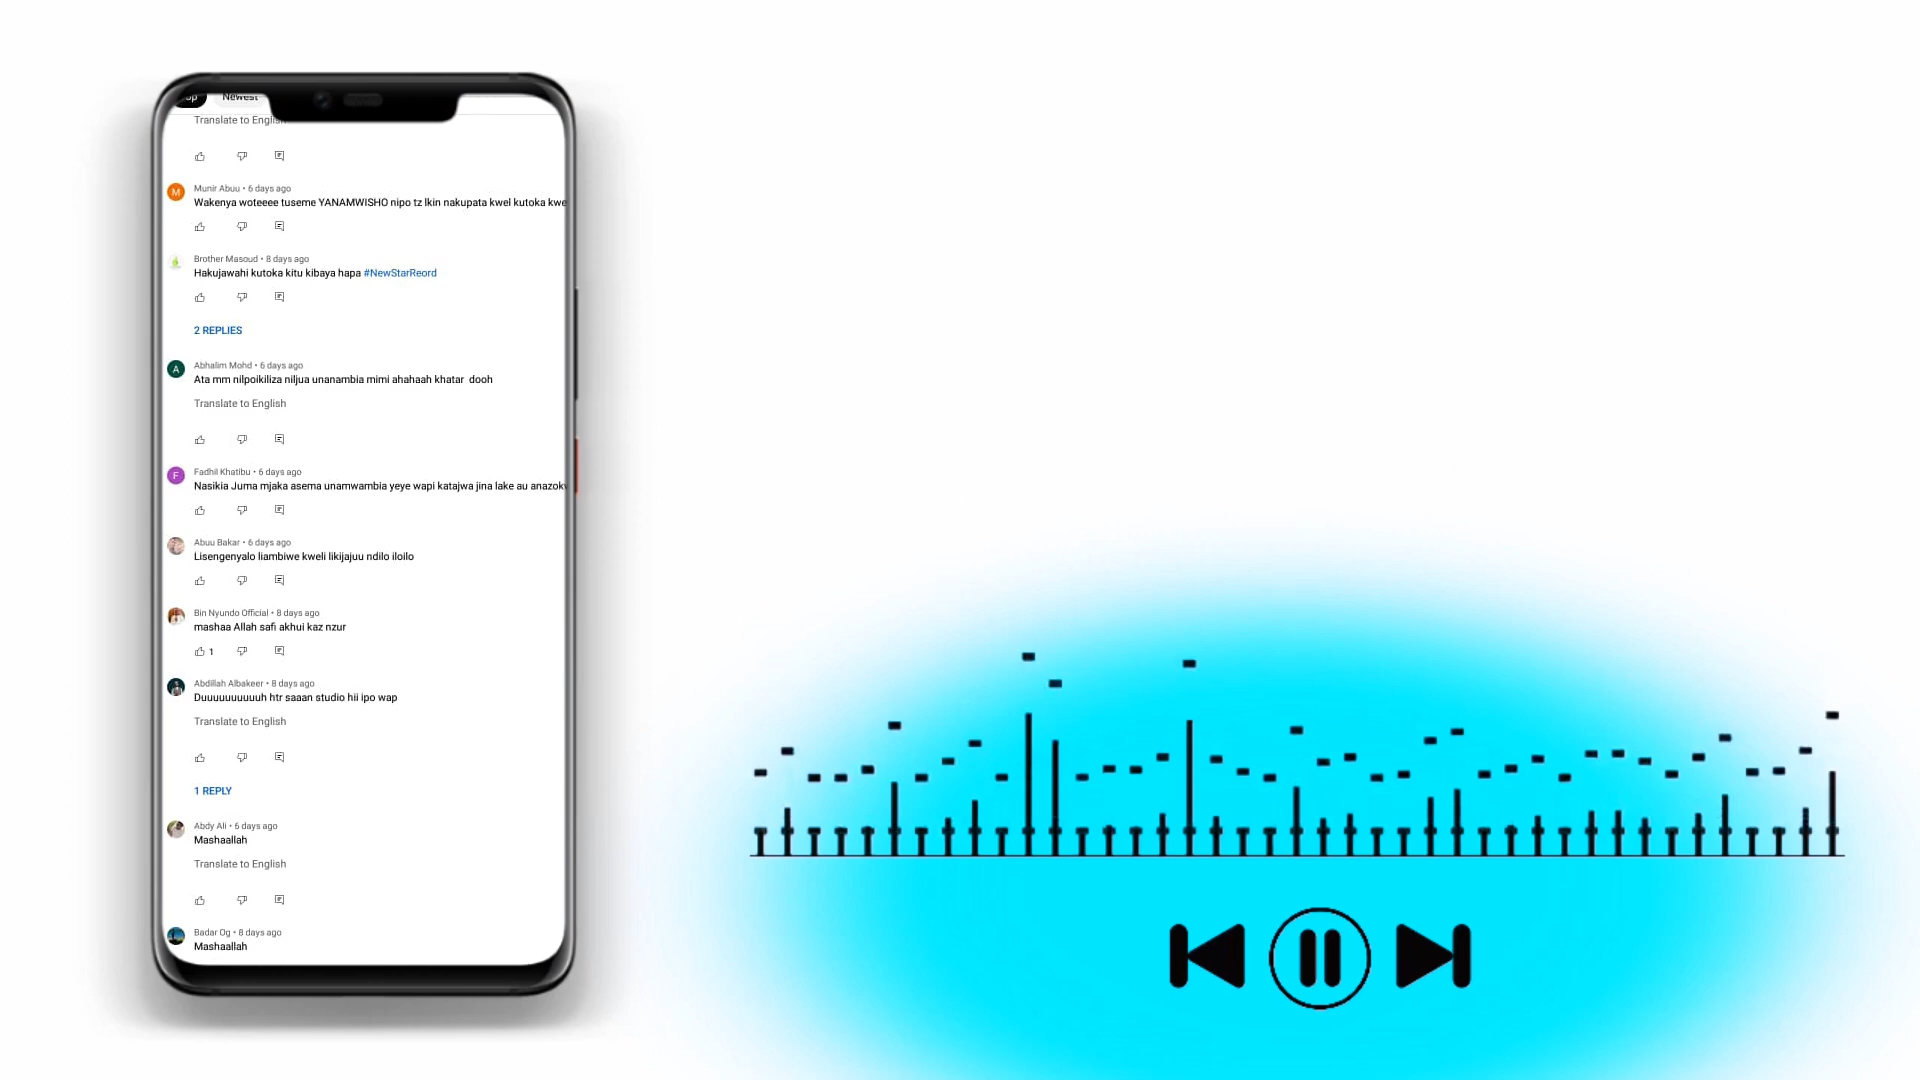 Newest
Translate to
M
Munir Abuu • 6 days ago
Wakenya woteeee tuseme YANAMWISHO nipo tz lkin nakupata kwel kutoka
Brother Masoud • 8 days ago
Hakujawahi kutoka kitu kibaya hapa #NewStarReord
2 REPLIES
A
Abhalim Mohd • 6 days ago
Ata mm nilpoikiliza niljua unanambia mimi ahahaah khatar dooh
Translate to English
F
Fadhil Khatibu • 6 days ago
Nasikia Juma mjaka asema unamwambia yeye wapi katajwa jina lake au
Abuu Bakar • 6 days ago
Lisengenyalo liambiwe kweli likijajuu ndilo iloilo
Bin Nyundo Official • 8 days ago
mashaa Allah safi akhui kaz nzur
1
Abdillah Albakeer • 8 days ago
Duuuuuuuuuuh htr saaan studio hii ipo wap
Translate to English
1 REPLY
Abdy Ali • 6 days ago
Mashaallah
Translate to English
Badar Og • 8 days ago
Mashaallah